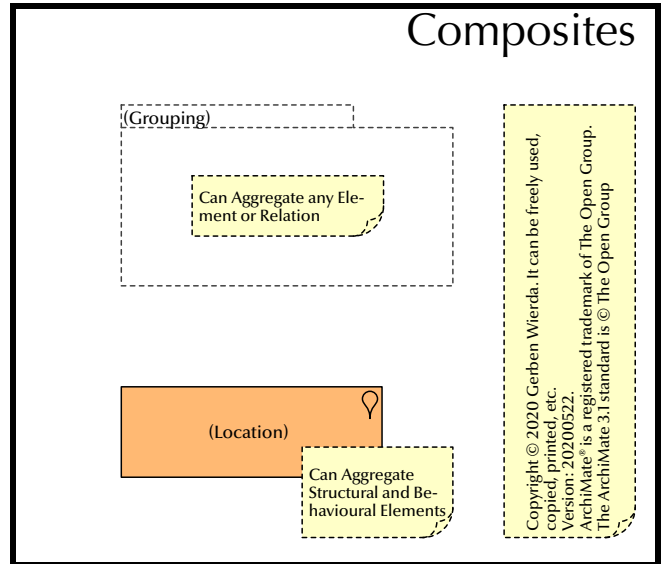 Composites
(Grouping)
Can Aggregate any Ele-
ment or Relation
(Location)
Can Aggregate
Structural and Be-
havioural Elements
Copyright © 2020 Gerben Wierda. It can be freely used,
copied, printed, etc.
Version: 20200522.
ArchiMate® is a registered trademark of The Open Group.
The ArchiMate 3.1 standard is © The Open Group